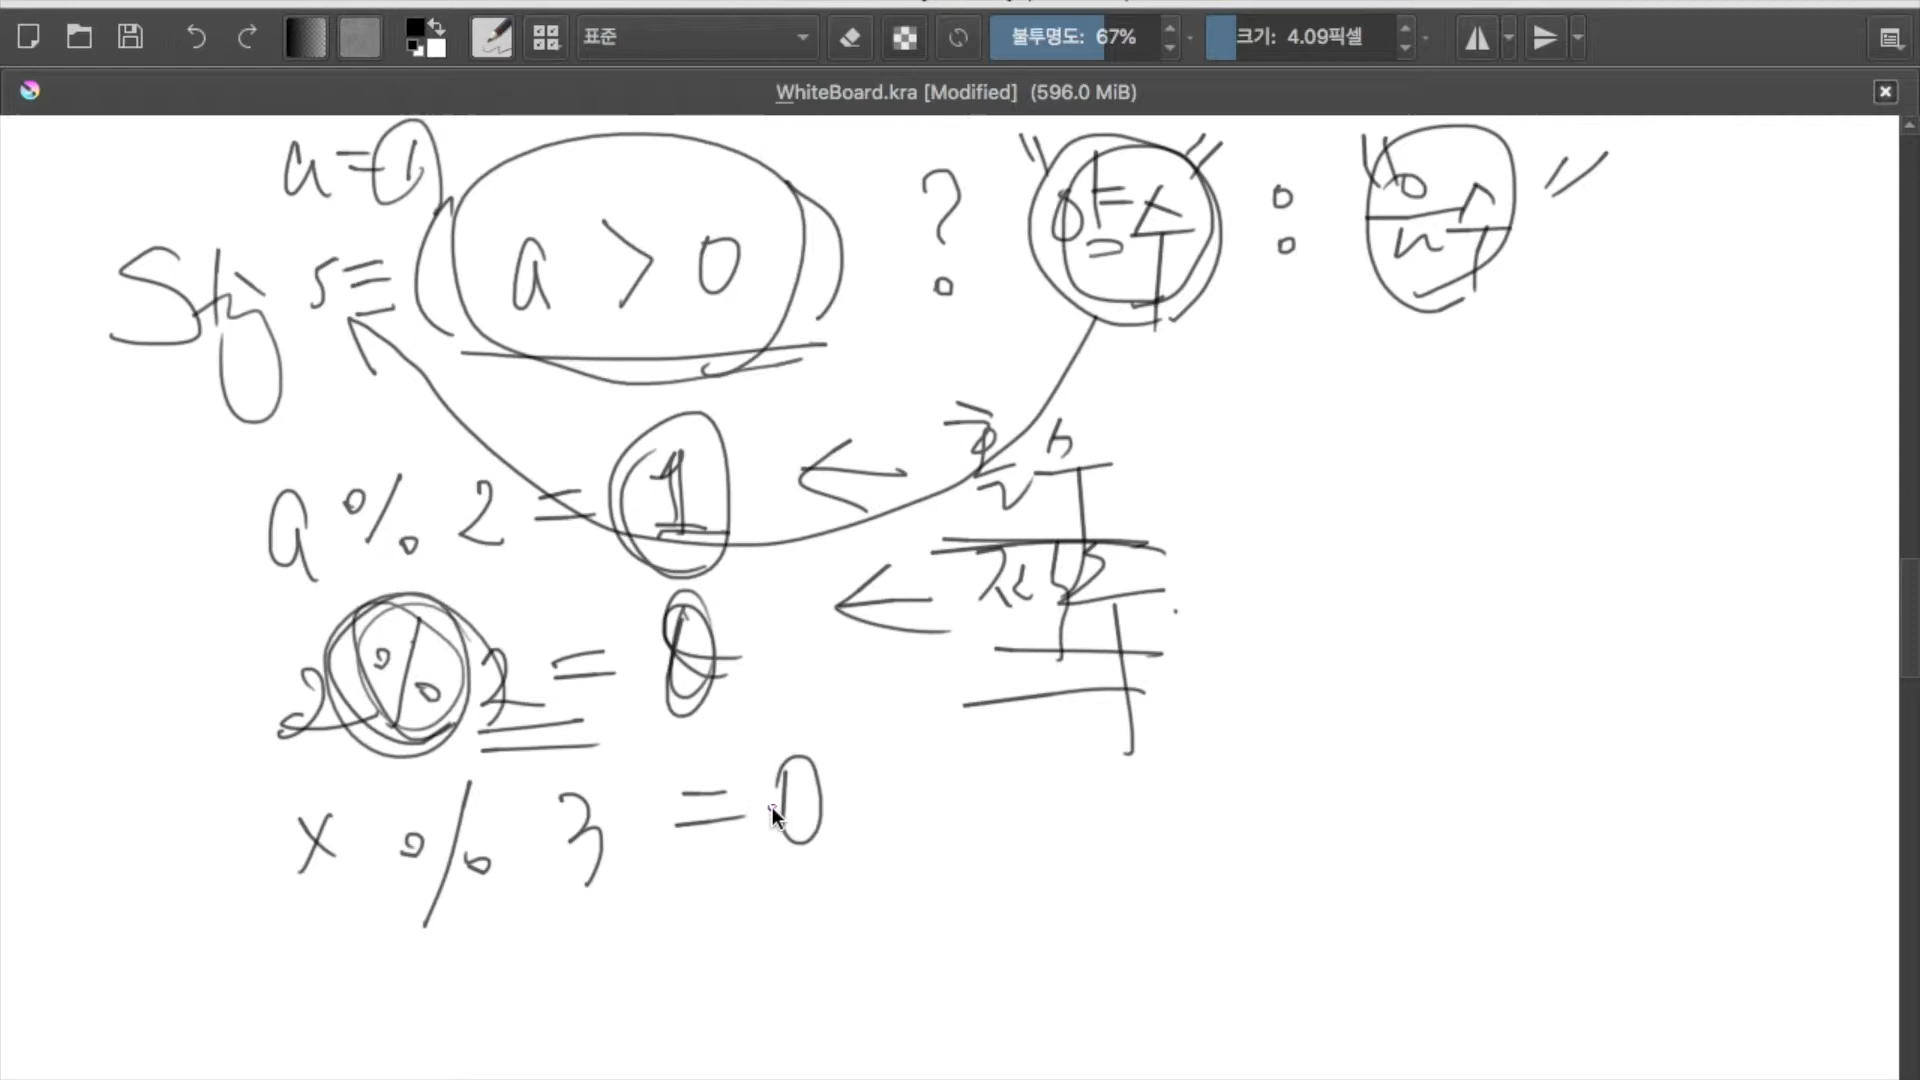 표준 불투명도: 67% 크기: 4.09픽셀
WhiteBoard.kra [Modified] (596.0 MiB)
a = 1
a > 0 ? "양수" : "음수"
a % 2 = 1 ← 홀수
2 % 2 = 0 ← 짝수
x % 3 = 0